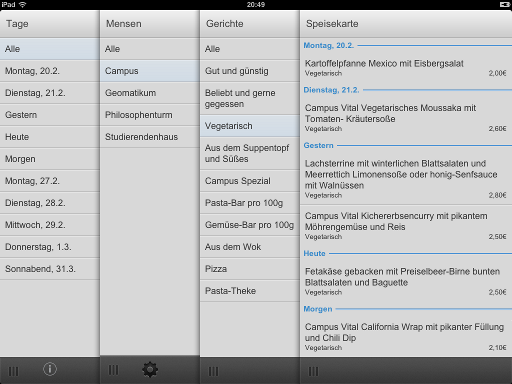 iPad
20:49
Tage
Alle
Montag, 20.2.
Dienstag, 21.2.
Gestern
Heute
Morgen
Montag, 27.2.
Dienstag, 28.2.
Mittwoch, 29.2.
Donnerstag, 1.3.
Sonnabend, 31.3.
Mensen
Alle
Campus
Geomatikum
Philosophenturm
Studierendenhaus
Gerichte
Alle
Gut und günstig
Beliebt und gerne
gegessen
Vegetarisch
Aus dem Suppentopf
und Süßes
Campus Spezial
Pasta-Bar pro 100g
Gemüse-Bar pro 100g
Aus dem Wok
Pizza
Pasta-Theke
Speisekarte
Montag, 20.2.
Kartoffelpfanne Mexico mit Eisbergsalat
Vegetarisch 2,00€
Dienstag, 21.2.
Campus Vital Vegetarisches Moussaka mit
Tomaten- Kräutersoße
Vegetarisch 2,60€
Gestern
Lachsterrine mit winterlichen Blattsalaten und
Meerrettich Limonensoße oder honig-Senfsauce
mit Walnüssen
Vegetarisch 2,80€
Campus Vital Kichererbsencurry mit pikantem
Möhrengemüse und Reis
Vegetarisch 2,50€
Heute
Fetakäse gebacken mit Preiselbeer-Birne bunten
Blattsalaten und Baguette
Vegetarisch 2,50€
Morgen
Campus Vital California Wrap mit pikanter Füllung
und Chili Dip
Vegetarisch 2,10€